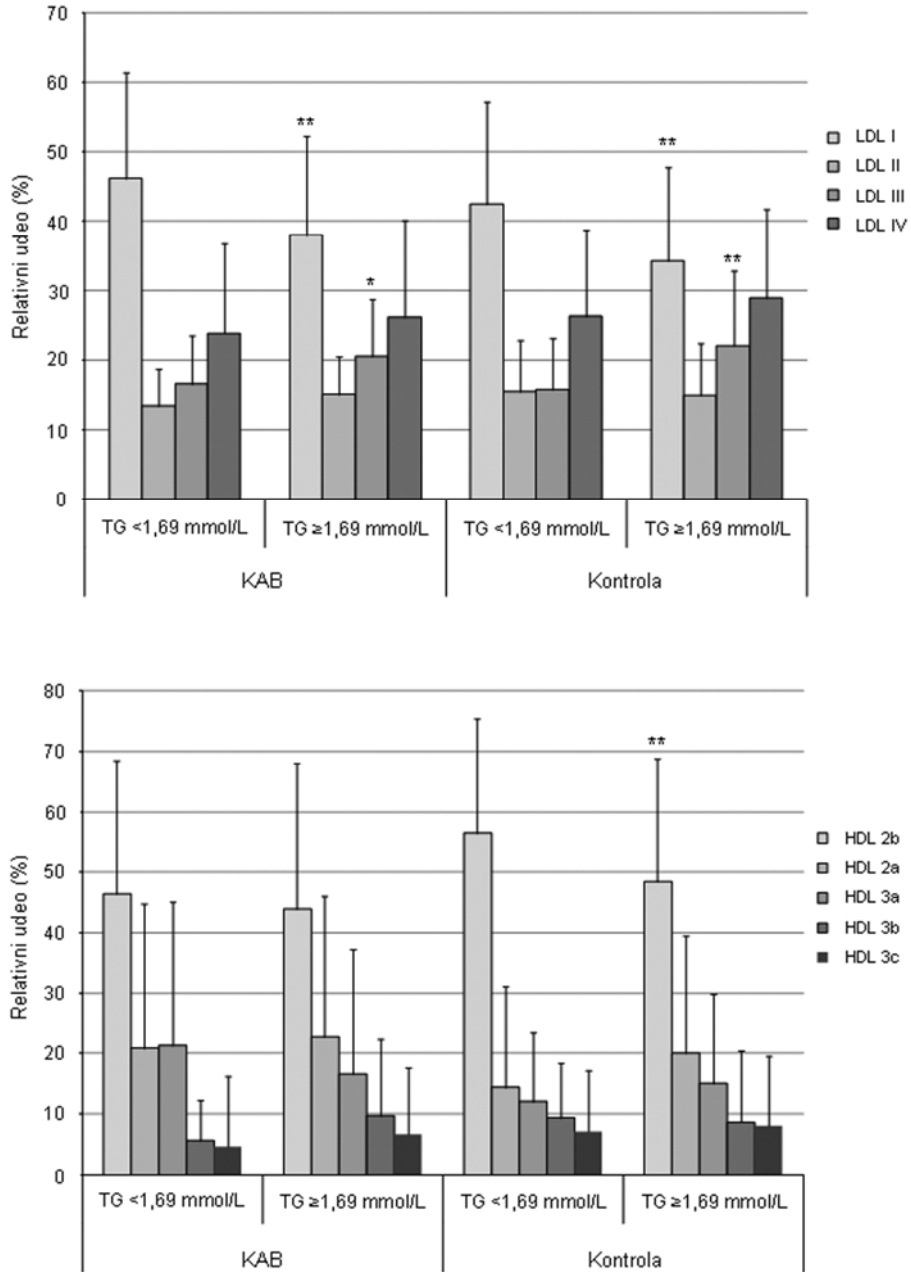 Relativni udeo (%)
70
60
50
40
30
20
10
0
**
**
*
**
LDL I
LDL II
LDL III
LDL IV
TG <1,69 mmol/L
TG ≥1,69 mmol/L
TG <1,69 mmol/L
TG ≥1,69 mmol/L
KAB
Kontrola
Relativni udeo (%)
80
70
60
50
40
30
20
10
0
**
HDL 2b
HDL 2a
HDL 3a
HDL 3b
HDL 3c
TG <1,69 mmol/L
TG ≥1,69 mmol/L
TG <1,69 mmol/L
TG ≥1,69 mmol/L
KAB
Kontrola